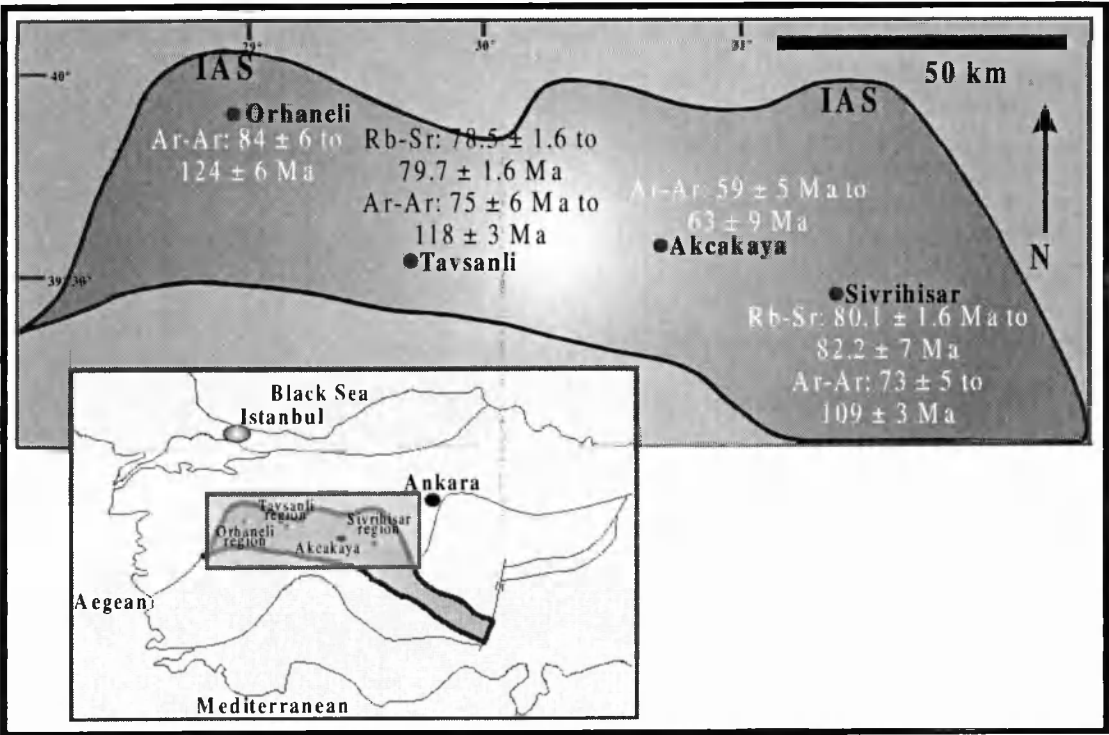 29°
30°
31°
50 km
40°
IAS
IAS
Orhaneli
Ar-Ar: 84 ± 6 to
124 ± 6 Ma
Rb-Sr: 78.5 ± 1.6 to
79.7 ± 1.6 Ma
Ar-Ar: 75 ± 6 Ma to
118 ± 3 Ma
Tavsanli
Ar-Ar: 59 ± 5 Ma to
63 ± 9 Ma
Akcakaya
N
39° 30'
Sivrihisar
Rb-Sr: 80.1 ± 1.6 Ma to
82.2 ± 7 Ma
Ar-Ar: 73 ± 5 to
109 ± 3 Ma
Black Sea
Istanbul
Ankara
Tavsanli
region
Orhaneli
region
Sivrihisar
region
Akcakaya
Aegean
Mediterranean